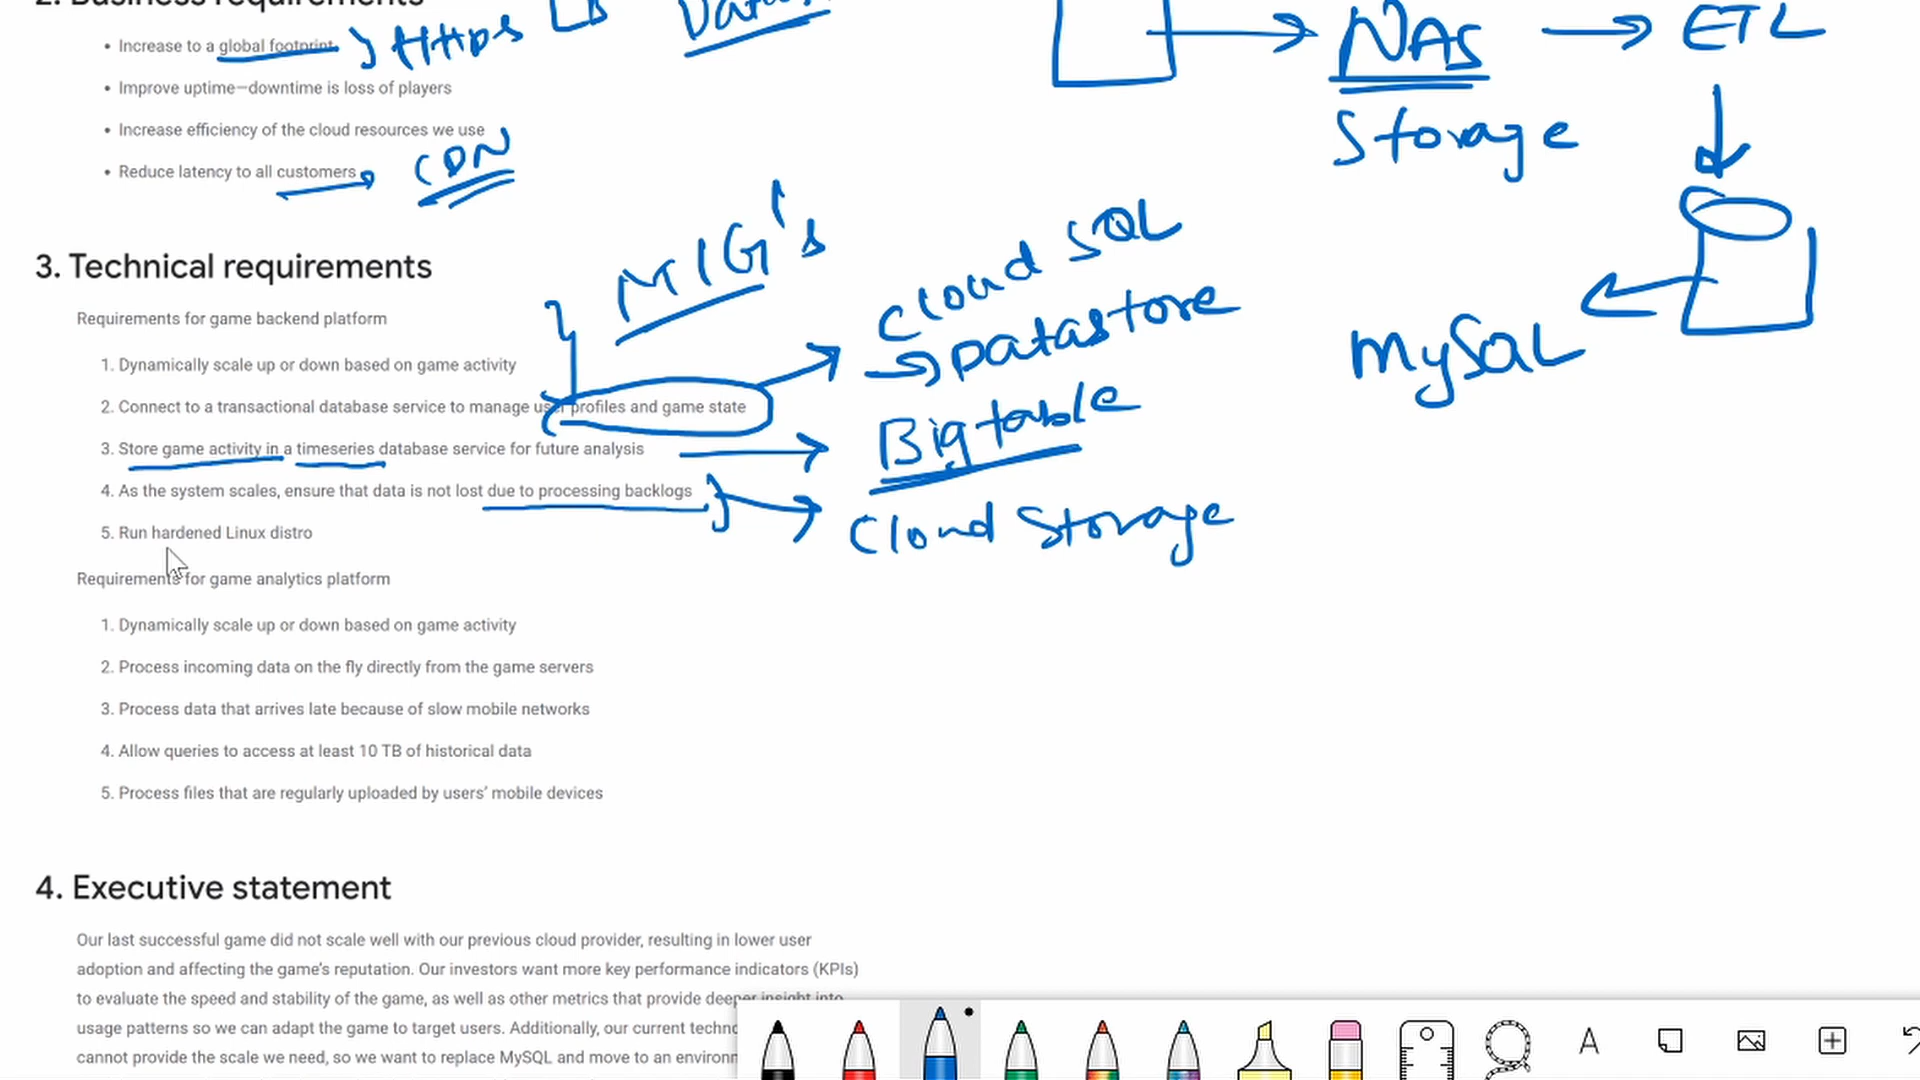 2. Business requirements
• Increase to a global footprint
HHPS
• Improve uptime—downtime is loss of players
• Increase efficiency of the cloud resources we use
• Reduce latency to all customers
CDN
NAS
Storage
ETL
MySQL
3. Technical requirements
MIG's
Requirements for game backend platform
1. Dynamically scale up or down based on game activity
2. Connect to a transactional database service to manage user profiles and game state
Cloud SQL
Datastore
3. Store game activity in a timeseries database service for future analysis
Bigtable
4. As the system scales, ensure that data is not lost due to processing backlogs
Cloud Storage
5. Run hardened Linux distro
Requirements for game analytics platform
1. Dynamically scale up or down based on game activity
2. Process incoming data on the fly directly from the game servers
3. Process data that arrives late because of slow mobile networks
4. Allow queries to access at least 10 TB of historical data
5. Process files that are regularly uploaded by users’ mobile devices
4. Executive statement
Our last successful game did not scale well with our previous cloud provider, resulting in lower user
adoption and affecting the game’s reputation. Our investors want more key performance indicators (KPIs)
to evaluate the speed and stability of the game, as well as other metrics that provide deeper insight into
usage patterns so we can adapt the game to target users. Additionally, our current techno
cannot provide the scale we need, so we want to replace MySQL and move to an environm
A